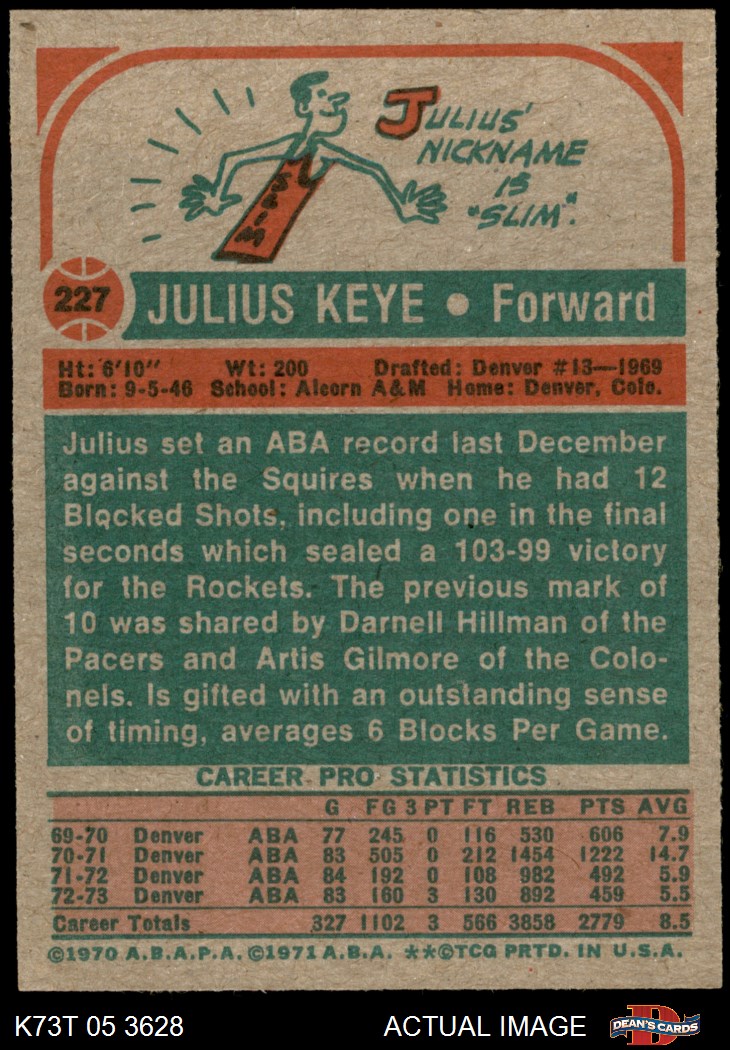 JULIUS'
NICKNAME
IS
"SLIM".
SLIM
227
JULIUS KEYE • Forward
Ht: 6'10" Wt: 200 Drafted: Denver #13—1969
Born: 9-5-46 School: Alcorn A&M Home: Denver, Colo.
Julius set an ABA record last December
against the Squires when he had 12
Blocked Shots, including one in the final
seconds which sealed a 103-99 victory
for the Rockets. The previous mark of
10 was shared by Darnell Hillman of the
Pacers and Artis Gilmore of the Colo-
nels. Is gifted with an outstanding sense
of timing, averages 6 Blocks Per Game.
CAREER PRO STATISTICS
G FG 3 PT FT REB PTS AVG
69-70 Denver ABA 77 245 0 116 530 606 7.9
70-71 Denver ABA 83 505 0 212 1454 1222 14.7
71-72 Denver ABA 84 192 0 108 982 492 5.9
72-73 Denver ABA 83 160 3 130 892 459 5.5
Career Totals 327 1102 3 566 3858 2779 8.5
©1970 A.B.A.P.A. ©1971 A.B.A. **©TCG PRTD. IN U.S.A.
K73T 05 3628 ACTUAL IMAGE
D
DEAN'S CARDS